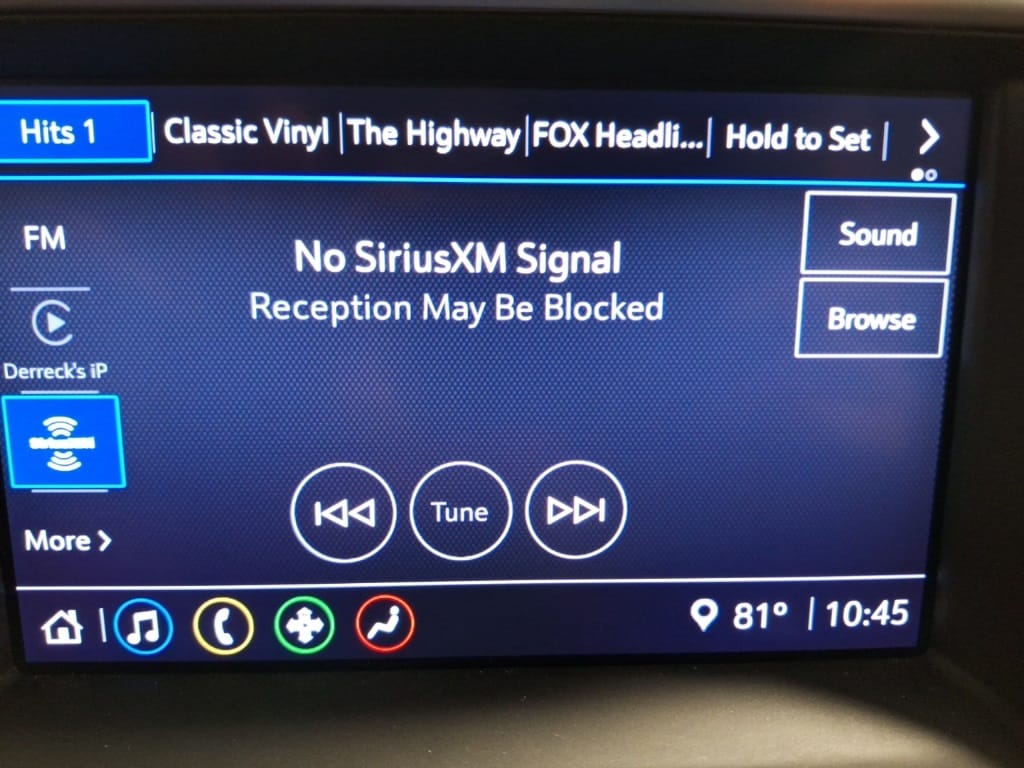 Hits 1 | Classic Vinyl | The Highway | FOX Headli... | Hold to Set |
FM
Sound
No SiriusXM Signal
Reception May Be Blocked
Browse
Derreck's iP
SiriusXM
Tune
More
81° | 10:45